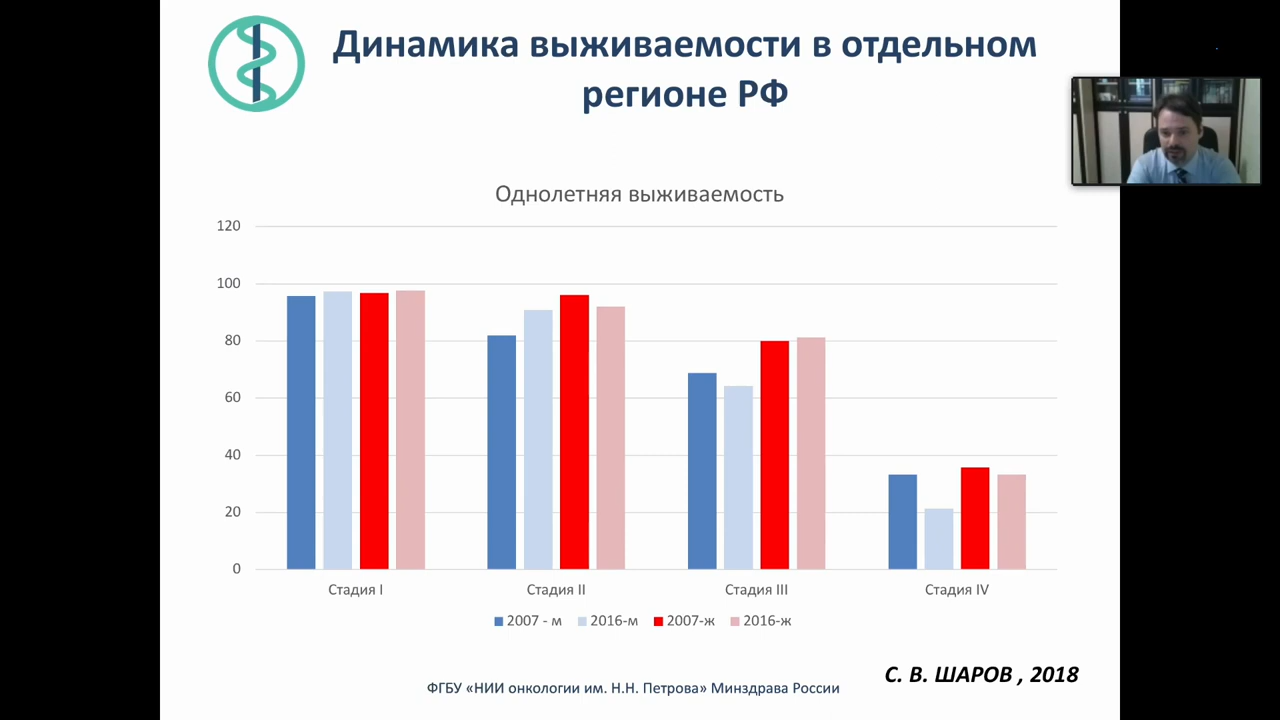 Динамика выживаемости в отдельном
регионе РФ
Однолетняя выживаемость
120
100
80
60
40
20
0
Стадия I Стадия II Стадия III Стадия IV
2007 - м 2016-м 2007-ж 2016-ж
С. В. ШАРОВ , 2018
ФГБУ «НИИ онкологии им. Н.Н. Петрова» Минздрава России